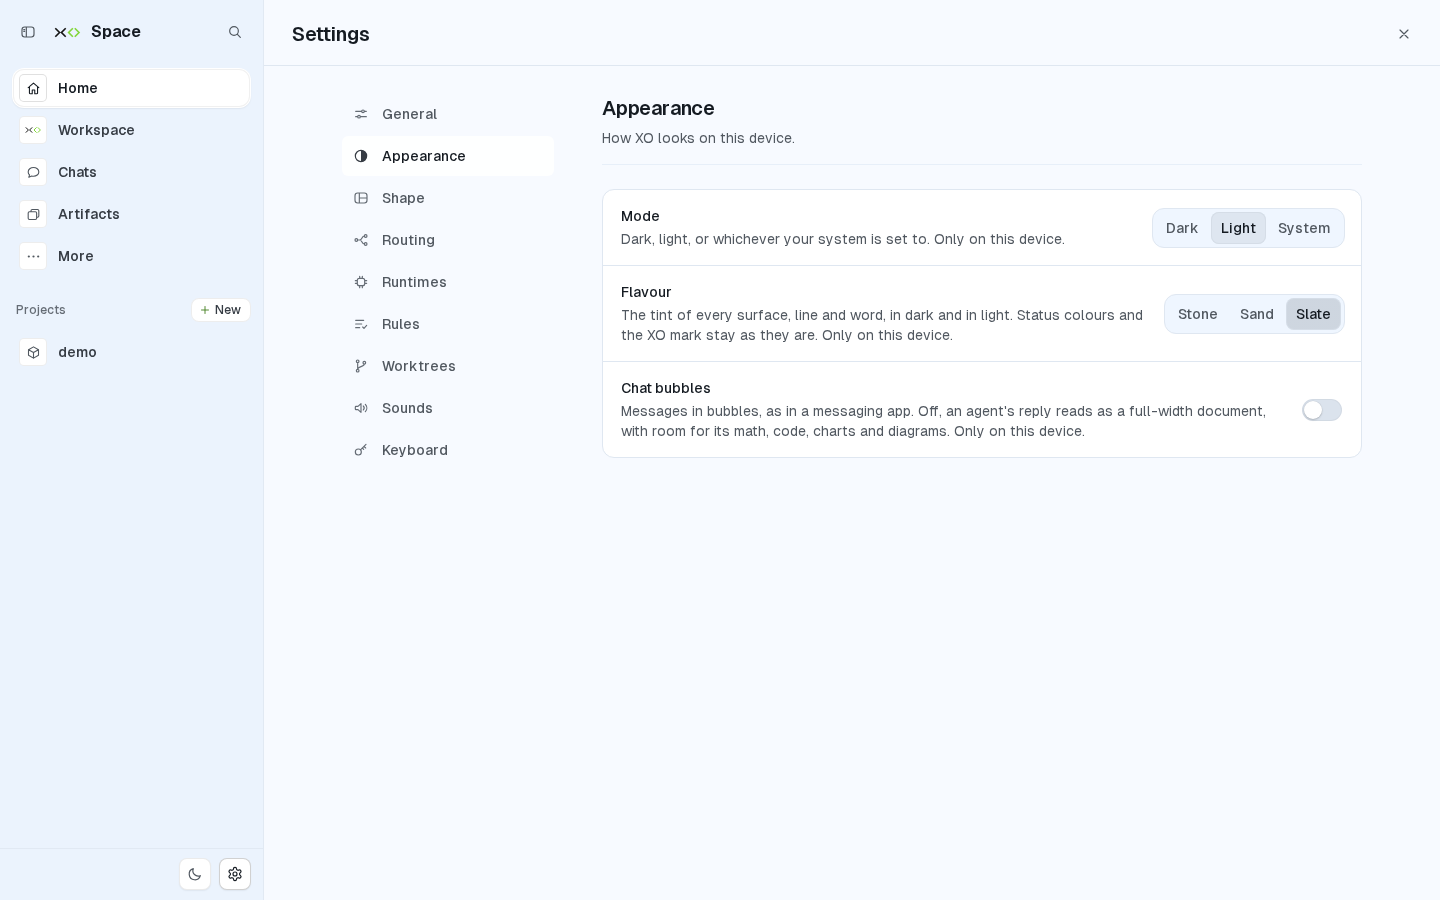 Space
Home
Workspace
Chats
Artifacts
More
Projects
New
demo
Settings
General
Appearance
Shape
Routing
Runtimes
Rules
Worktrees
Sounds
Keyboard
Appearance
How XO looks on this device.
Mode
Dark, light, or whichever your system is set to. Only on this device.
Dark Light System
Flavour
The tint of every surface, line and word, in dark and in light. Status colours and
the XO mark stay as they are. Only on this device.
Stone Sand Slate
Chat bubbles
Messages in bubbles, as in a messaging app. Off, an agent's reply reads as a full-width document,
with room for its math, code, charts and diagrams. Only on this device.